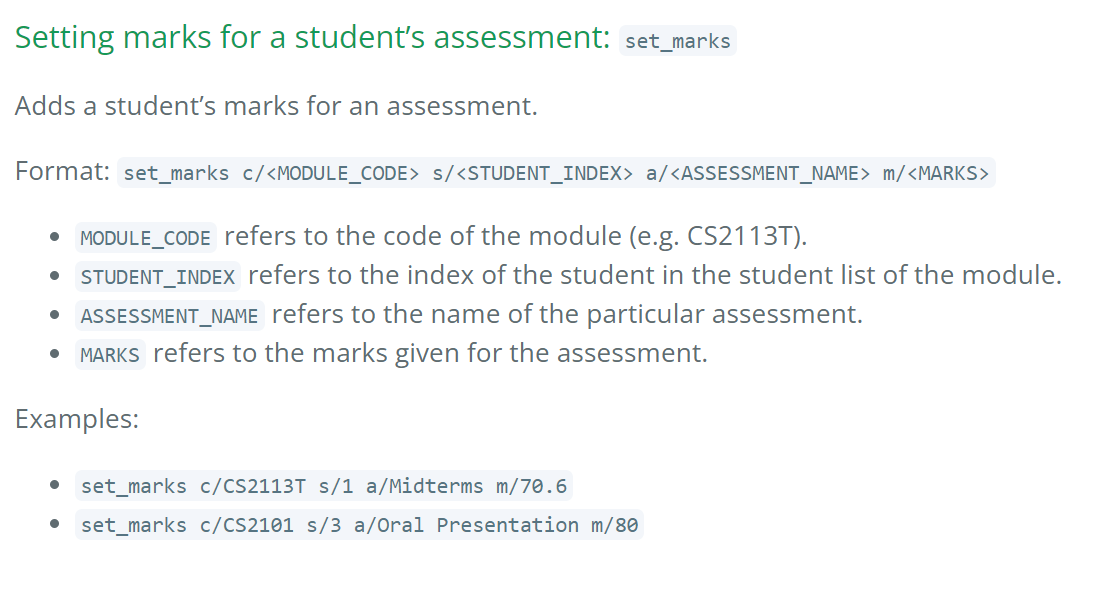 Setting marks for a student’s assessment: set_marks
Adds a student’s marks for an assessment.
Format: set_marks c/<MODULE_CODE> s/<STUDENT_INDEX> a/<ASSESSMENT_NAME> m/<MARKS>
MODULE_CODE refers to the code of the module (e.g. CS2113T).
STUDENT_INDEX refers to the index of the student in the student list of the module.
ASSESSMENT_NAME refers to the name of the particular assessment.
MARKS refers to the marks given for the assessment.
Examples:
set_marks c/CS2113T s/1 a/Midterms m/70.6
set_marks c/CS2101 s/3 a/Oral Presentation m/80